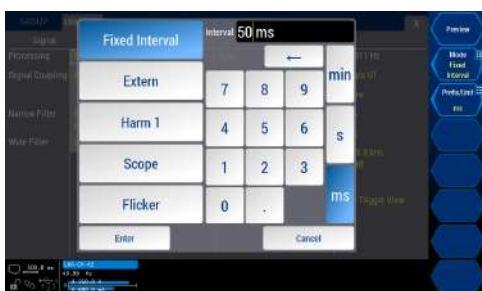 GROUP
Signal
Processing
Signal Coupling
Narrow Filter
Wide Filter
Fixed Interval
Extern
Harm 1
Scope
Flicker
Enter
Interval 50 ms
←
min
7 8 9
4 5 6
s
1 2 3
ms
0 .
Cancel
X
Trigger View
Preview
Mode
Fixed
Interval
Prefix/Unit
ms